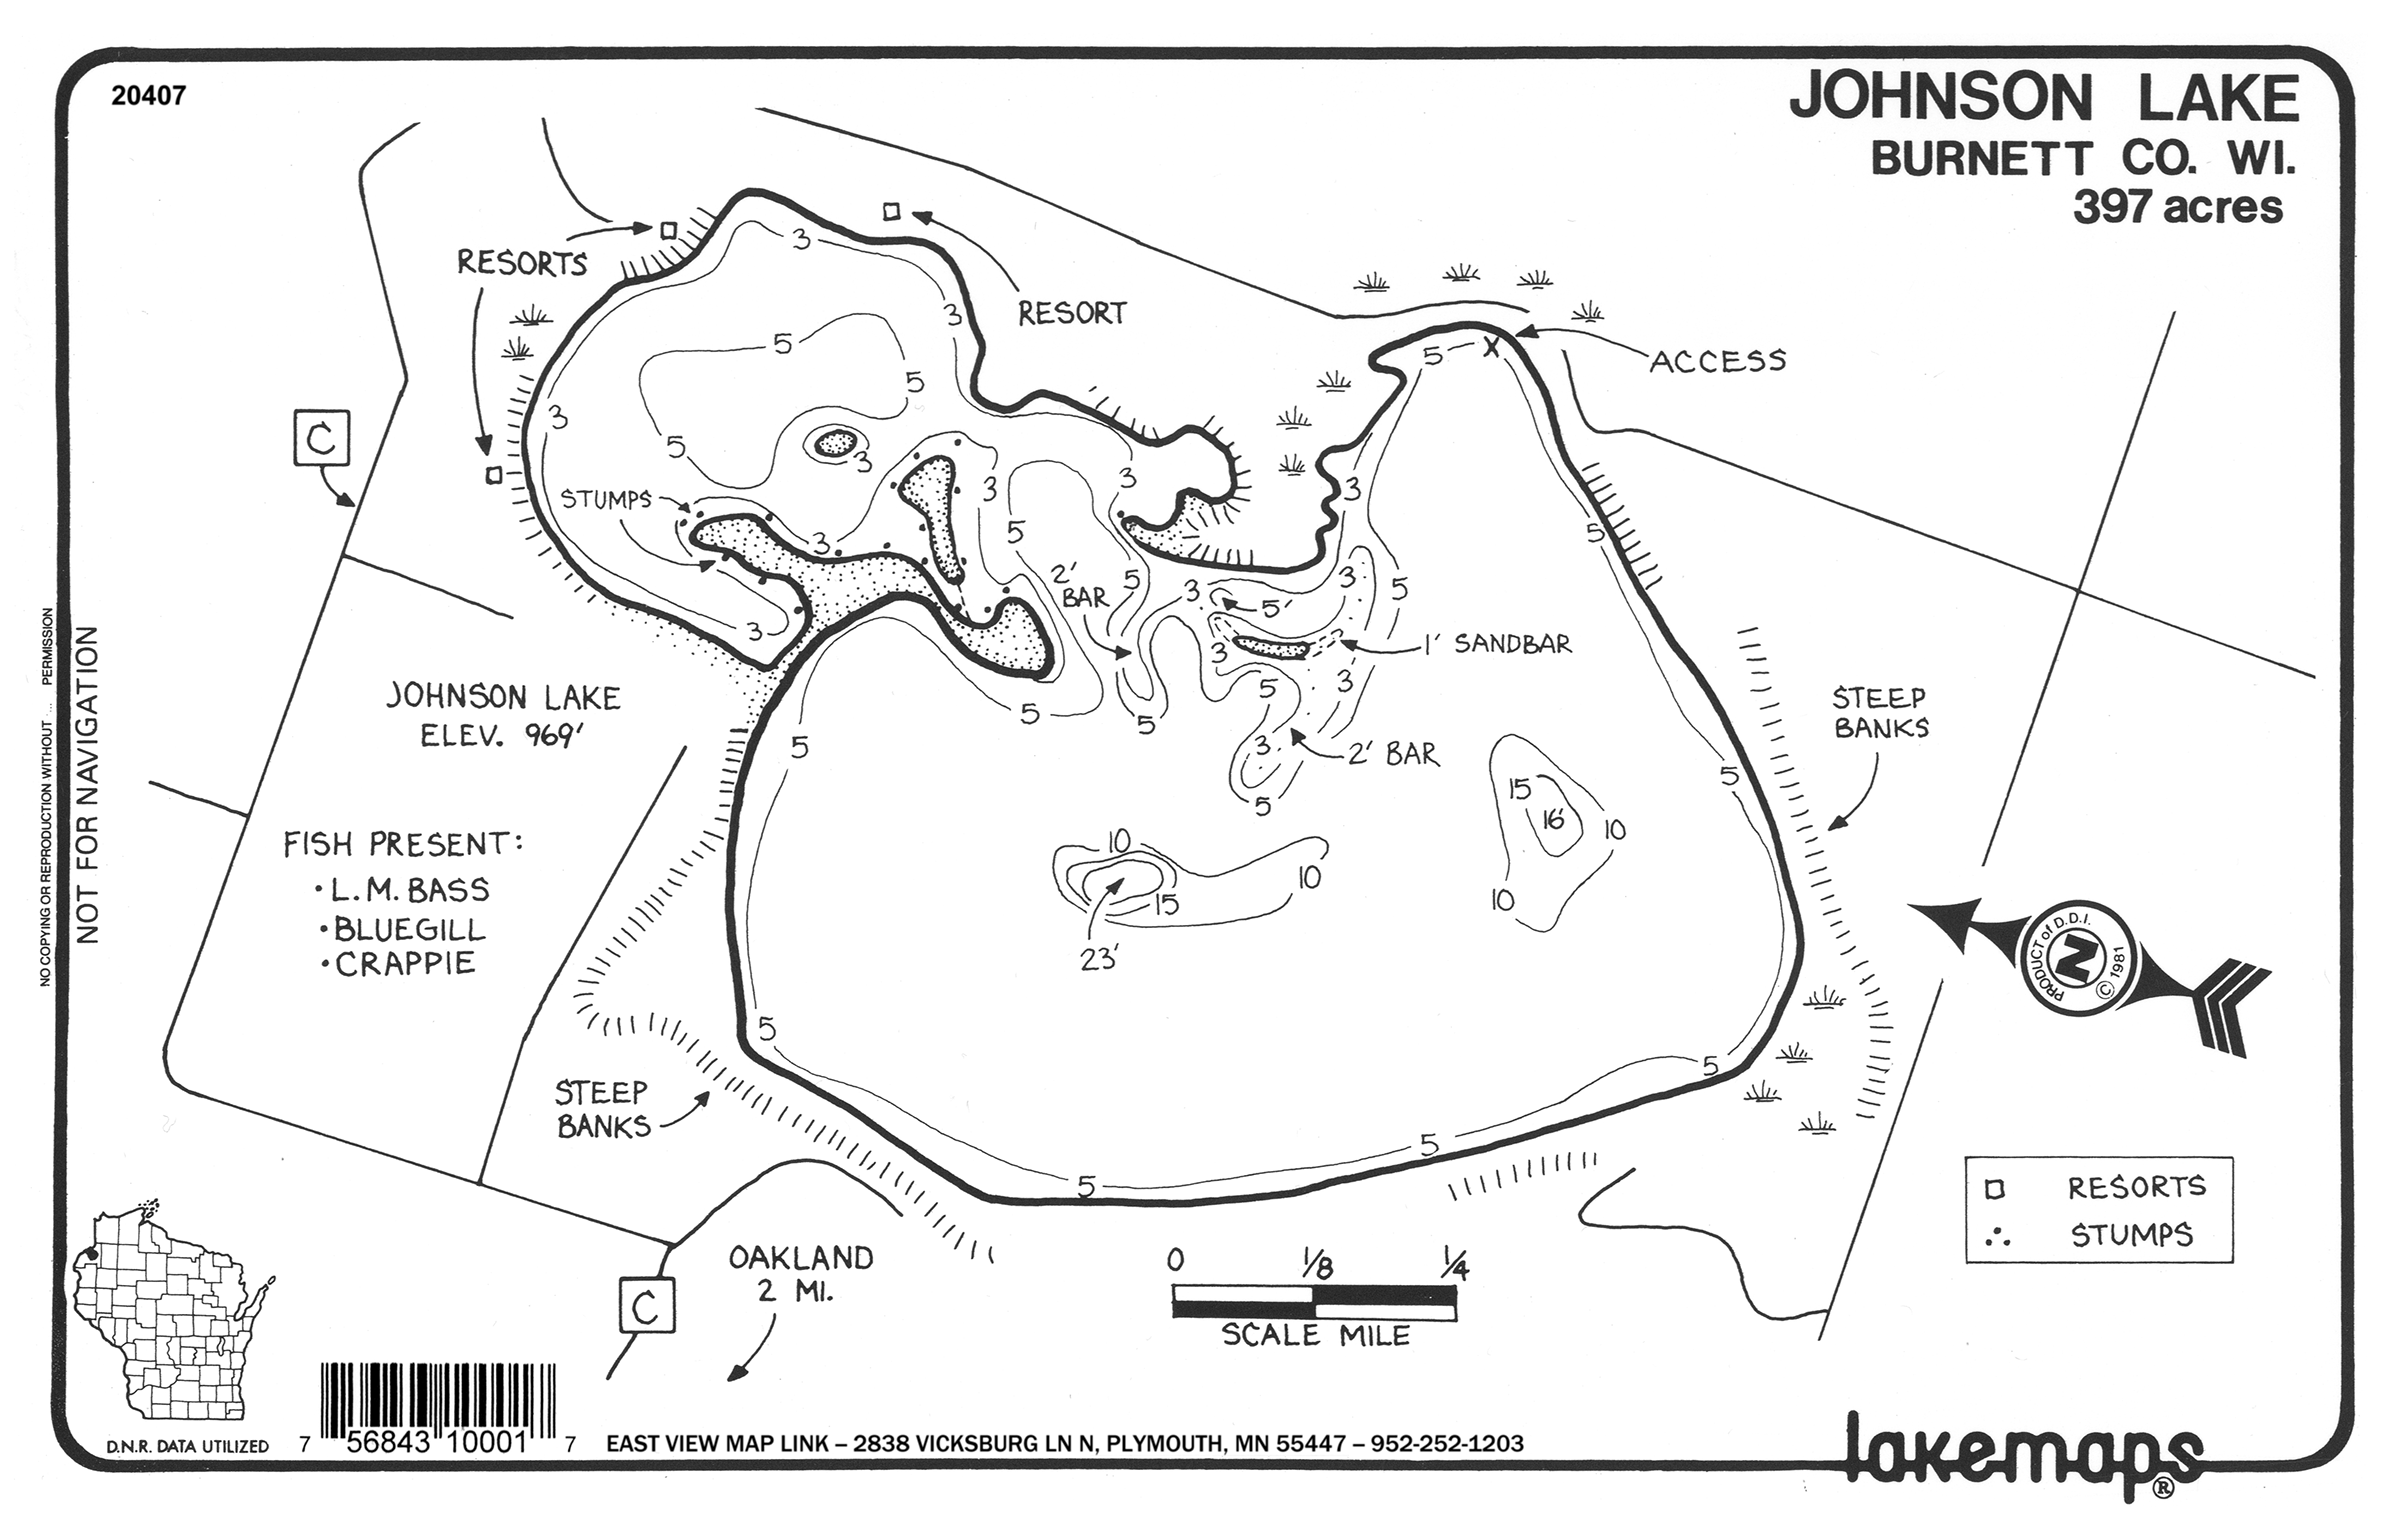 20407
JOHNSON LAKE
BURNETT CO. WI.
397 acres
RESORTS
RESORT
ACCESS
C
STUMPS
3
3
3
5
5
5
3
3
3
3
3
5
5
5
3
5
5
2'
BAR
5
3
3
5'
5
1' SANDBAR
3
3
5
5
5
3
2' BAR
5
5
5
STEEP
BANKS
JOHNSON LAKE
ELEV. 969'
15
16'
10
10
10
10
15
23'
FISH PRESENT:
• L.M. BASS
• BLUEGILL
• CRAPPIE
NO COPYING OR REPRODUCTION WITHOUT ... PERMISSION
NOT FOR NAVIGATION
PRODUCT of D.D.I.
N
© 1981
5
5
5
5
STEEP
BANKS
RESORTS
STUMPS
OAKLAND
2 MI.
C
0 1/8 1/4
SCALE MILE
D.N.R. DATA UTILIZED
7 56843 10001 7
EAST VIEW MAP LINK – 2838 VICKSBURG LN N, PLYMOUTH, MN 55447 – 952-252-1203
lakemaps®